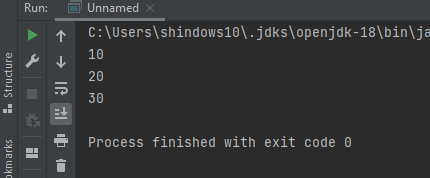 Run: Unnamed
C:\Users\shindows10\.jdks\openjdk-18\bin\ja
10
20
30
Process finished with exit code 0
Structure
okmarks